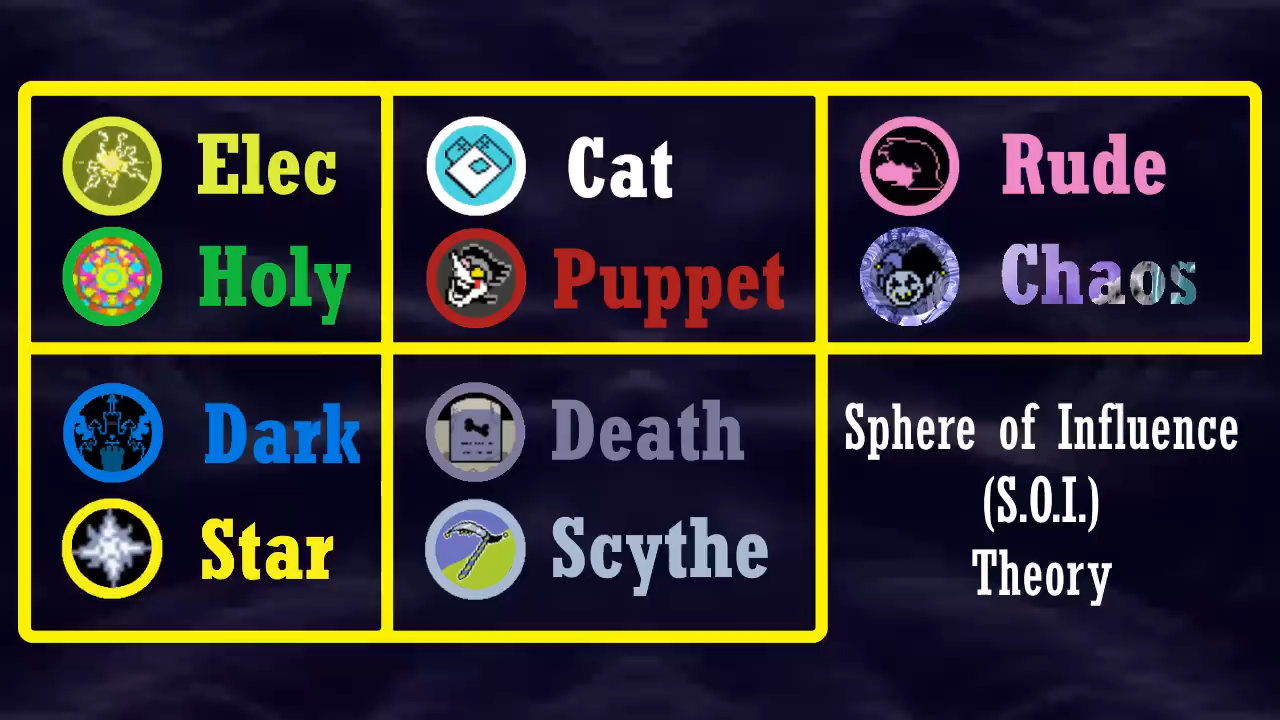 Elec
Holy
Cat
Puppet
Rude
Chaos
Dark
Star
Death
Scythe
Sphere of Influence
(S.O.I.)
Theory